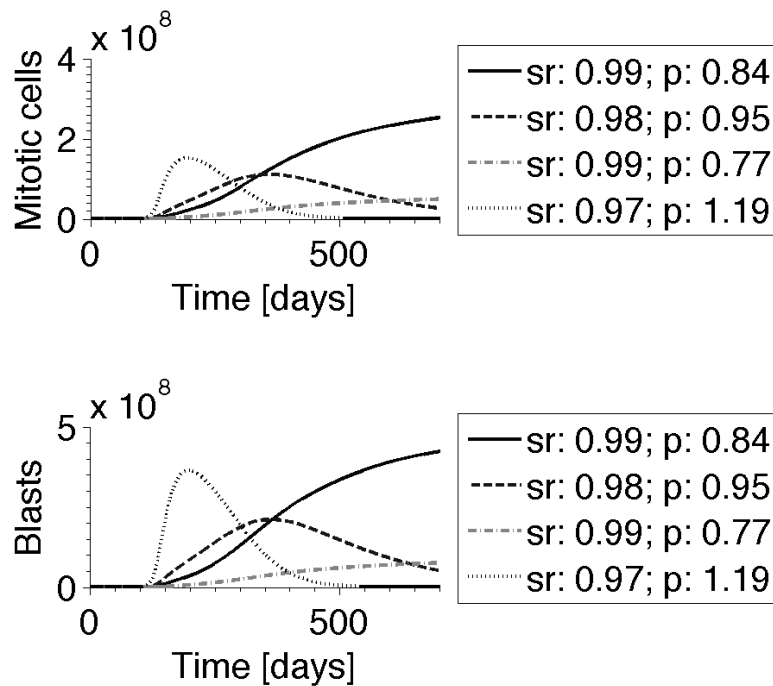 x 10^8
Mitotic cells
4
2
0
0
500
Time [days]
sr: 0.99; p: 0.84
sr: 0.98; p: 0.95
sr: 0.99; p: 0.77
sr: 0.97; p: 1.19
x 10^8
Blasts
5
0
0
500
Time [days]
sr: 0.99; p: 0.84
sr: 0.98; p: 0.95
sr: 0.99; p: 0.77
sr: 0.97; p: 1.19